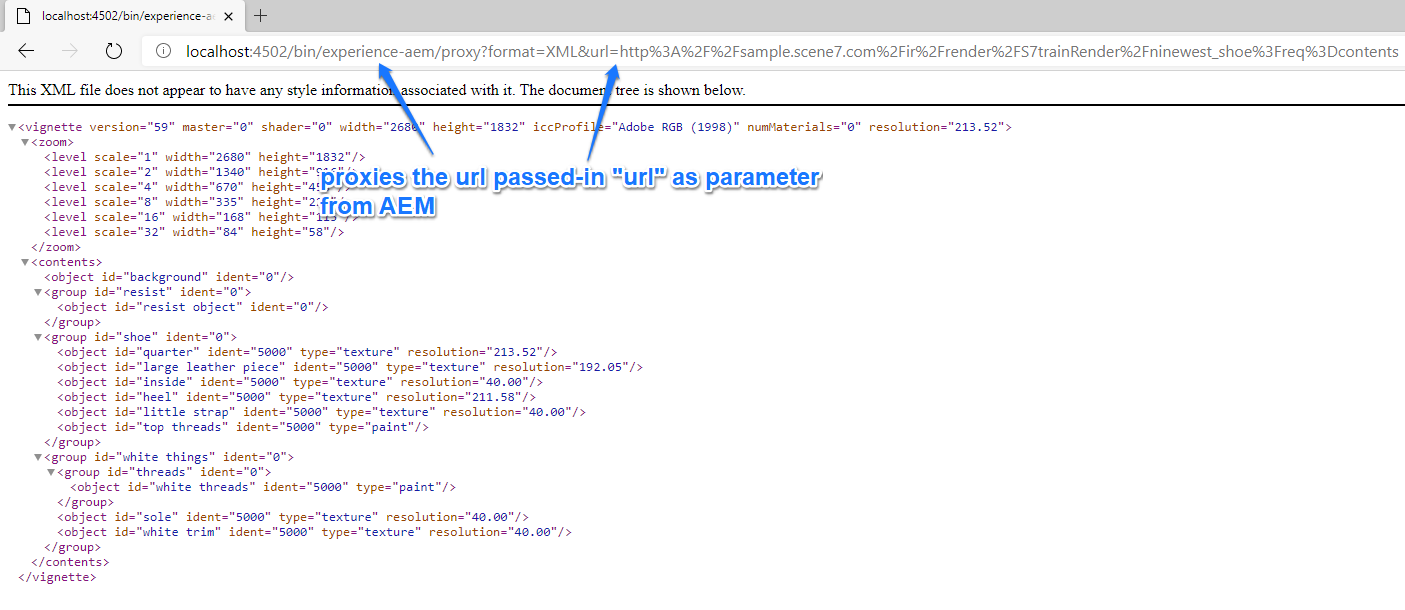 localhost:4502/bin/experience-ae
localhost:4502/bin/experience-aem/proxy?format=XML&url=http%3A%2F%2Fsample.scene7.com%2Fir%2Frender%2FS7trainRender%2Fninewest_shoe%3Freq%3Dcontents
This XML file does not appear to have any style information associated with it. The document tree is shown below.
<vignette version="59" master="0" shader="0" width="2680" height="1832" iccProfile="Adobe RGB (1998)" numMaterials="0" resolution="213.52">
<zoom>
<level scale="1" width="2680" height="1832"/>
<level scale="2" width="1340" height="
<level scale="4" width="670" height="
<level scale="8" width="335" height="
<level scale="16" width="168" height="
<level scale="32" width="84" height="58"/>
proxies the url passed-in "url" as parameter
from AEM
</zoom>
<contents>
<object id="background" ident="0"/>
<group id="resist" ident="0">
<object id="resist object" ident="0"/>
</group>
<group id="shoe" ident="0">
<object id="quarter" ident="5000" type="texture" resolution="213.52"/>
<object id="large leather piece" ident="5000" type="texture" resolution="192.05"/>
<object id="inside" ident="5000" type="texture" resolution="40.00"/>
<object id="heel" ident="5000" type="texture" resolution="211.58"/>
<object id="little strap" ident="5000" type="texture" resolution="40.00"/>
<object id="top threads" ident="5000" type="paint"/>
</group>
<group id="white things" ident="0">
<group id="threads" ident="0">
<object id="white threads" ident="5000" type="paint"/>
</group>
<object id="sole" ident="5000" type="texture" resolution="40.00"/>
<object id="white trim" ident="5000" type="texture" resolution="40.00"/>
</group>
</contents>
</vignette>